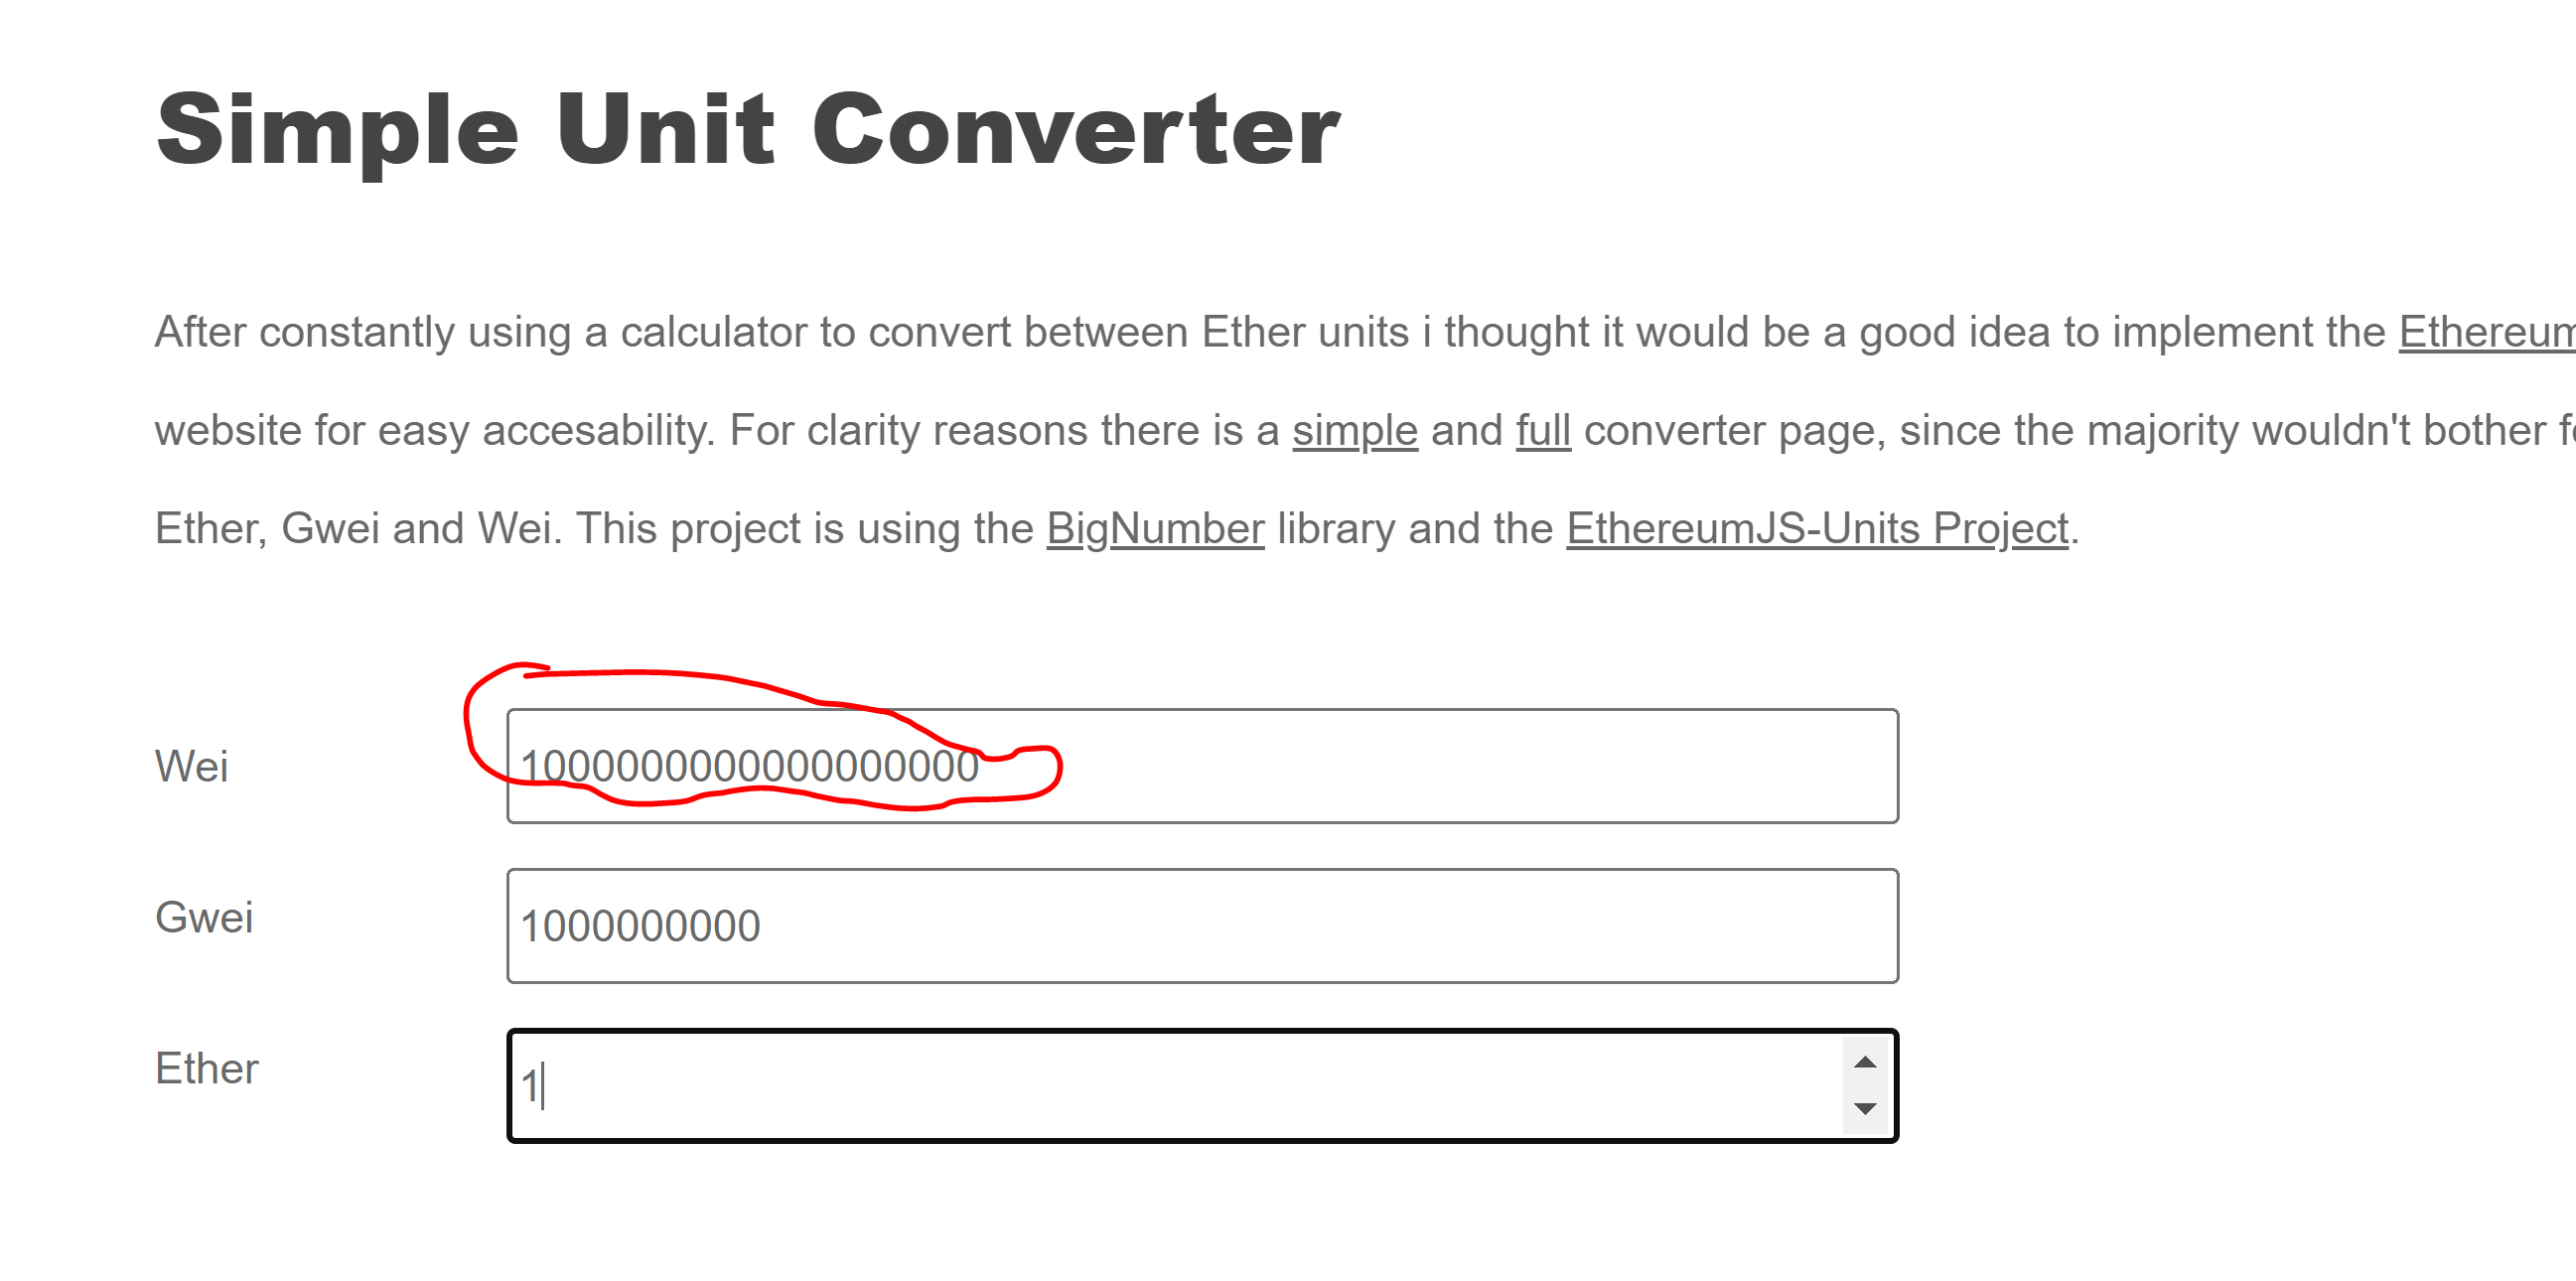 Simple Unit Converter
After constantly using a calculator to convert between Ether units i thought it would be a good idea to implement the Ethereum
website for easy accesability. For clarity reasons there is a simple and full converter page, since the majority wouldn't bother
Ether, Gwei and Wei. This project is using the BigNumber library and the EthereumJS-Units Project.
Wei
1000000000000000000
Gwei
1000000000
Ether
1